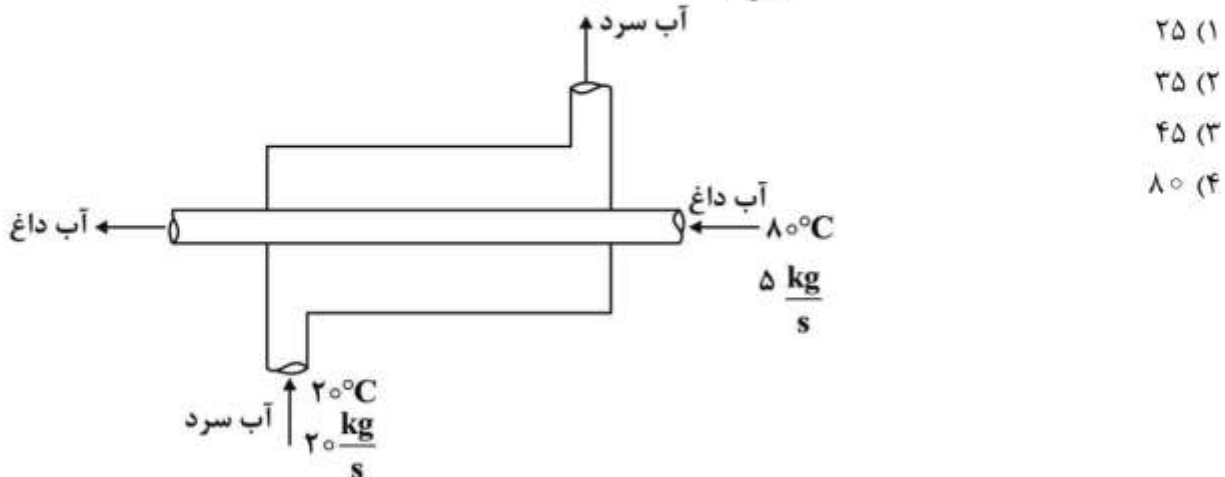 آب سرد
۱) ۲۵
۲) ۳۵
۳) ۴۵
۴) ۸۰
آب داغ
آب داغ
۸۰°C
۵ kg/s
۲۰°C
آب سرد
۲۰ kg/s